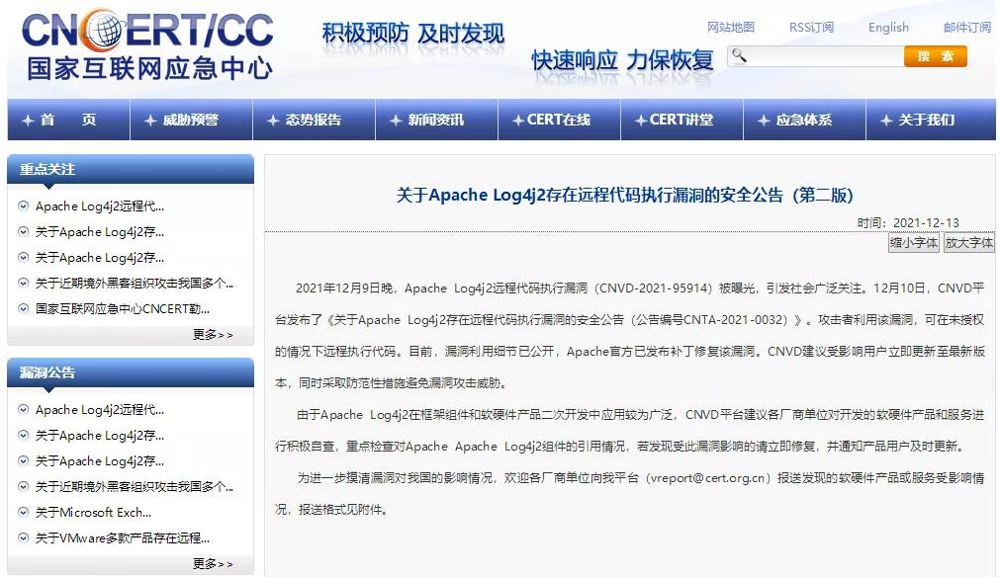 CNCERT/CC
国家互联网应急中心
积极预防 及时发现
快速响应 力保恢复
网站地图 RSS订阅 English 邮件订阅
搜 索
首 页 威胁预警 态势报告 新闻资讯 CERT在线 CERT讲堂 应急体系 关于我们
重点关注
Apache Log4j2远程代...
关于Apache Log4j2存...
关于Apache Log4j2存...
关于近期境外黑客组织攻击我国多个...
国家互联网应急中心CNCERT勒...
更多>>
漏洞公告
Apache Log4j2远程代...
关于Apache Log4j2存...
关于Apache Log4j2存...
关于近期境外黑客组织攻击我国多个...
关于Microsoft Exch...
关于VMware多款产品存在远程...
更多>>
关于Apache Log4j2存在远程代码执行漏洞的安全公告（第二版）
时间：2021-12-13
缩小字体 放大字体
2021年12月9日晚，Apache Log4j2远程代码执行漏洞（CNVD-2021-95914）被曝光，引发社会广泛关注。12月10日，CNVD平
台发布了《关于Apache Log4j2存在远程代码执行漏洞的安全公告（公告编号CNTA-2021-0032）》。攻击者利用该漏洞，可在未授权
的情况下远程执行代码。目前，漏洞利用细节已公开，Apache官方已发布补丁修复该漏洞。CNVD建议受影响用户立即更新至最新版
本，同时采取防范性措施避免漏洞攻击威胁。
由于Apache Log4j2在框架组件和软硬件产品二次开发中应用较为广泛，CNVD平台建议各厂商单位对开发的软硬件产品和服务进
行积极自查，重点检查对Apache Apache Log4j2组件的引用情况，若发现受此漏洞影响的请立即修复，并通知产品用户及时更新。
为进一步摸清漏洞对我国的影响情况，欢迎各厂商单位向我平台（vreport@cert.org.cn）报送发现的软硬件产品或服务受影响情
况，报送格式见附件。